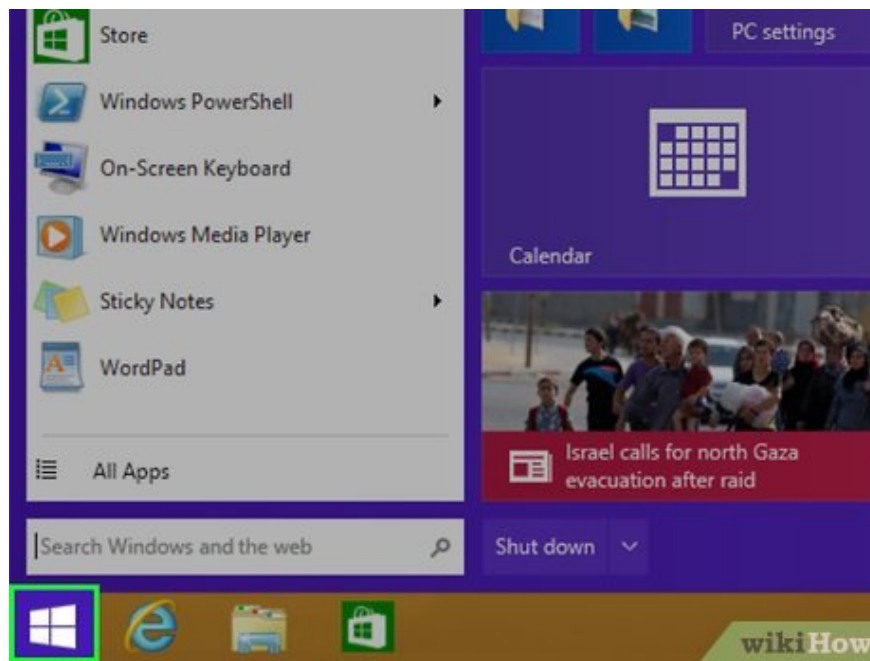 Store
PC settings
Windows PowerShell
On-Screen Keyboard
Windows Media Player
Calendar
Sticky Notes
WordPad
All Apps
Israel calls for north Gaza
evacuation after raid
Search Windows and the web
Shut down
wikiHow